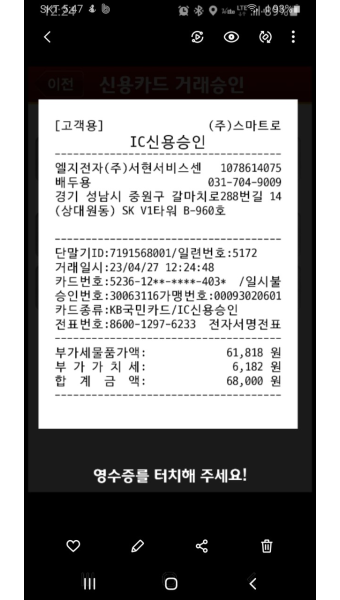 SKT 5:47
이전 신용카드 거래승인
[고객용] (주)스마트로
IC신용승인
엘지전자(주)서현서비스센 1078614075
배두용 031-704-9009
경기 성남시 중원구 갈마치로288번길 14
(상대원동) SK V1타워 B-960호
단말기ID:7191568001/일련번호:5172
거래일시:23/04/27 12:24:48
카드번호:5236-12**-****-403* /일시불
승인번호:30063116가맹번호:00093020601
카드종류:KB국민카드/IC신용승인
전표번호:8600-1297-6233 전자서명전표
부가세물품가액: 61,818 원
부 가 가 치 세: 6,182 원
합 계 금 액: 68,000 원
영수증를 터치해 주세요!